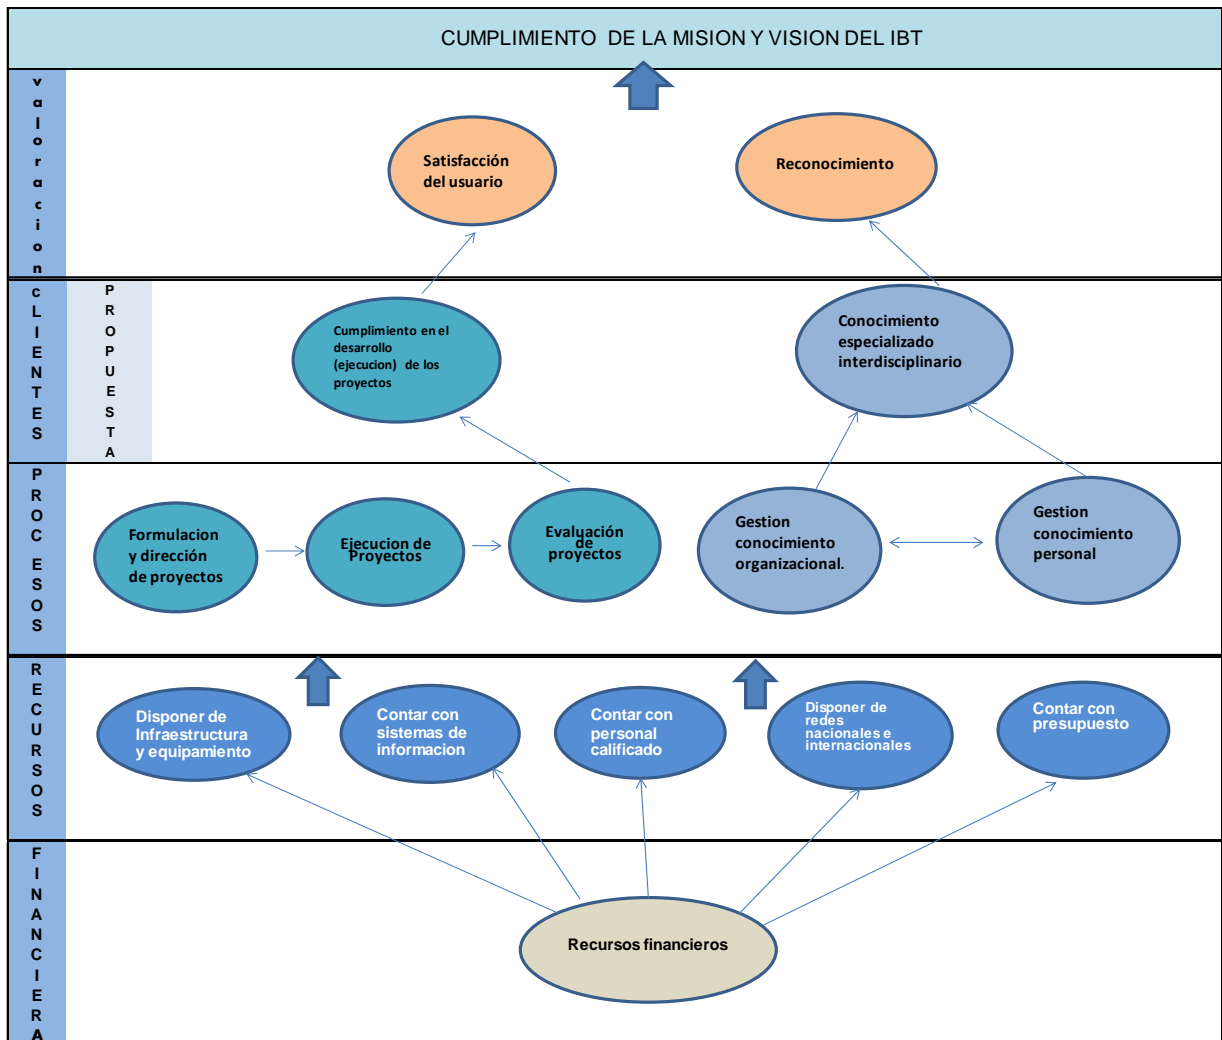 CUMPLIMIENTO DE LA MISION Y VISION DEL IBT
valoracion
Satisfacción
del usuario
Reconocimiento
cLIENTES
PROPUESTA
Cumplimiento en el
desarrollo
(ejecucion) de los
proyectos
Conocimiento
especializado
interdisciplinario
PROC ESOS
Formulacion
y dirección
de proyectos
Ejecucion de
Proyectos
Evaluación
de
proyectos
Gestion
conocimiento
organizacional.
Gestion
conocimiento
personal
RECURSOS
Disponer de
Infraestructura
y equipamiento
Contar con
sistemas de
informacion
Contar con
personal
calificado
Disponer de
redes
nacionales e
internacionales
Contar con
presupuesto
FINANCIERA
Recursos financieros